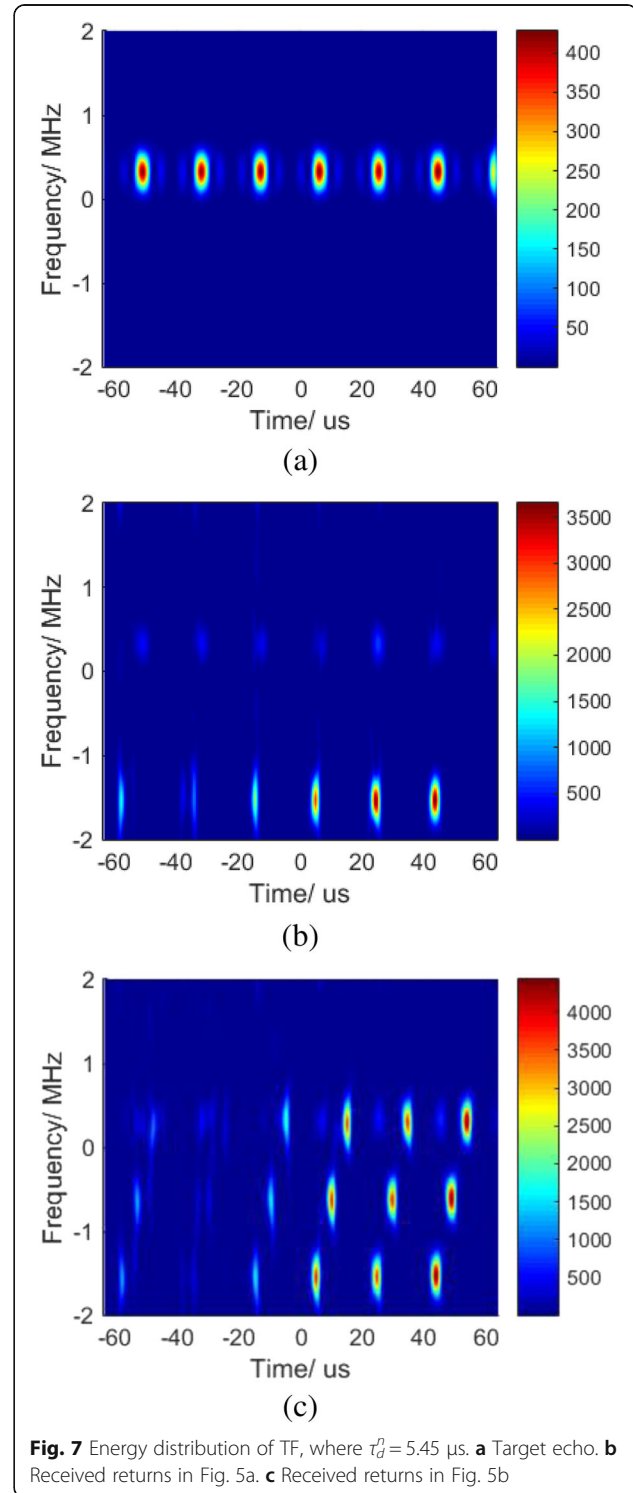 2
1
0
-1
-2
Frequency/ MHz
-60 -40 -20 0 20 40 60
Time/ us
400
350
300
250
200
150
100
50
(a)
2
1
0
-1
-2
Frequency/ MHz
-60 -40 -20 0 20 40 60
Time/ us
3500
3000
2500
2000
1500
1000
500
(b)
2
1
0
-1
-2
Frequency/ MHz
-60 -40 -20 0 20 40 60
Time/ us
4000
3500
3000
2500
2000
1500
1000
500
(c)
Fig. 7 Energy distribution of TF, where τ_d^n = 5.45 μs. a Target echo. b
Received returns in Fig. 5a. c Received returns in Fig. 5b